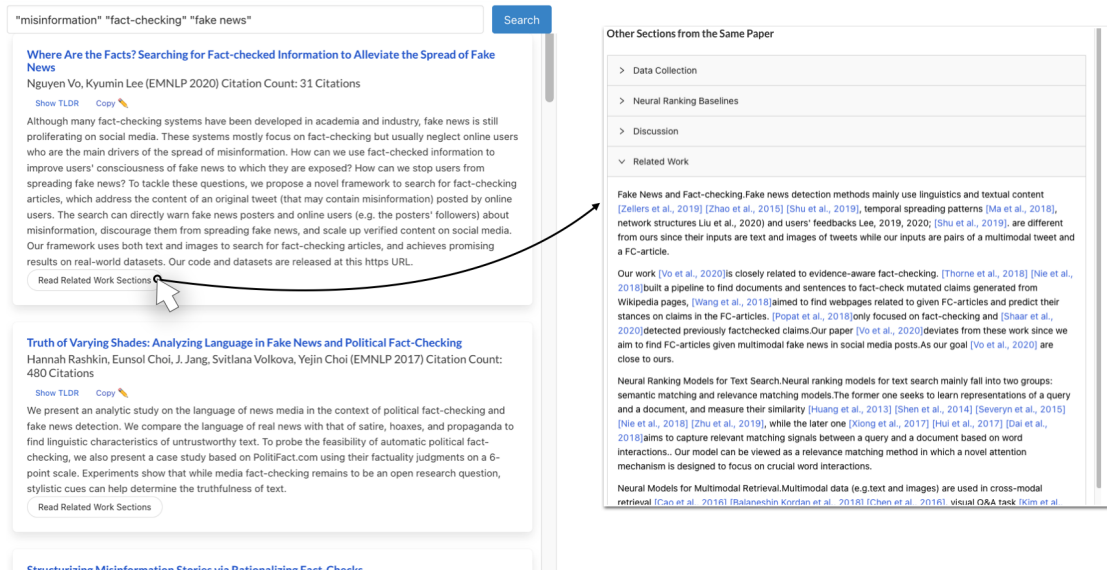 "misinformation" "fact-checking" "fake news"
Search
Where Are the Facts? Searching for Fact-checked Information to Alleviate the Spread of Fake
News
Nguyen Vo, Kyumin Lee (EMNLP 2020) Citation Count: 31 Citations
Show TLDR Copy ✏️
Although many fact-checking systems have been developed in academia and industry, fake news is still
proliferating on social media. These systems mostly focus on fact-checking but usually neglect online users
who are the main drivers of the spread of misinformation. How can we use fact-checked information to
improve users' consciousness of fake news to which they are exposed? How can we stop users from
spreading fake news? To tackle these questions, we propose a novel framework to search for fact-checking
articles, which address the content of an original tweet (that may contain misinformation) posted by online
users. The search can directly warn fake news posters and online users (e.g. the posters' followers) about
misinformation, discourage them from spreading fake news, and scale up verified content on social media.
Our framework uses both text and images to search for fact-checking articles, and achieves promising
results on real-world datasets. Our code and datasets are released at this https URL.
Read Related Work Sections
Truth of Varying Shades: Analyzing Language in Fake News and Political Fact-Checking
Hannah Rashkin, Eunsol Choi, J. Jang, Svitlana Volkova, Yejin Choi (EMNLP 2017) Citation Count:
480 Citations
Show TLDR Copy ✏️
We present an analytic study on the language of news media in the context of political fact-checking and
fake news detection. We compare the language of real news with that of satire, hoaxes, and propaganda to
find linguistic characteristics of untrustworthy text. To probe the feasibility of automatic political fact-
checking, we also present a case study based on PolitiFact.com using their factuality judgments on a 6-
point scale. Experiments show that while media fact-checking remains to be an open research question,
stylistic cues can help determine the truthfulness of text.
Read Related Work Sections
Structurizing Misinformation Stories via Rationalizing Fact-Checks
Other Sections from the Same Paper
Data Collection
Neural Ranking Baselines
Discussion
Related Work
Fake News and Fact-checking.Fake news detection methods mainly use linguistics and textual content
[Zellers et al., 2019] [Zhao et al., 2015] [Shu et al., 2019], temporal spreading patterns [Ma et al., 2018],
network structures Liu et al., 2020) and users' feedbacks Lee, 2019, 2020; [Shu et al., 2019]. are different
from ours since their inputs are text and images of tweets while our inputs are pairs of a multimodal tweet and
a FC-article.
Our work [Vo et al., 2020]is closely related to evidence-aware fact-checking. [Thorne et al., 2018] [Nie et al.,
2018]built a pipeline to find documents and sentences to fact-check mutated claims generated from
Wikipedia pages, [Wang et al., 2018]aimed to find webpages related to given FC-articles and predict their
stances on claims in the FC-articles. [Popat et al., 2018]only focused on fact-checking and [Shaar et al.,
2020]detected previously factchecked claims.Our paper [Vo et al., 2020]deviates from these work since we
aim to find FC-articles given multimodal fake news in social media posts.As our goal [Vo et al., 2020] are
close to ours.
Neural Ranking Models for Text Search.Neural ranking models for text search mainly fall into two groups:
semantic matching and relevance matching models.The former one seeks to learn representations of a query
and a document, and measure their similarity [Huang et al., 2013] [Shen et al., 2014] [Severyn et al., 2015]
[Nie et al., 2018] [Zhu et al., 2019], while the later one [Xiong et al., 2017] [Hui et al., 2017] [Dai et al.,
2018]aims to capture relevant matching signals between a query and a document based on word
interactions.. Our model can be viewed as a relevance matching method in which a novel attention
mechanism is designed to focus on crucial word interactions.
Neural Models for Multimodal Retrieval.Multimodal data (e.g.text and images) are used in cross-modal
retrieval [Cao et al., 2016] [Balaneshin Kordan et al., 2018] [Chen et al., 2016], visual Q&A task [Kim et al.,